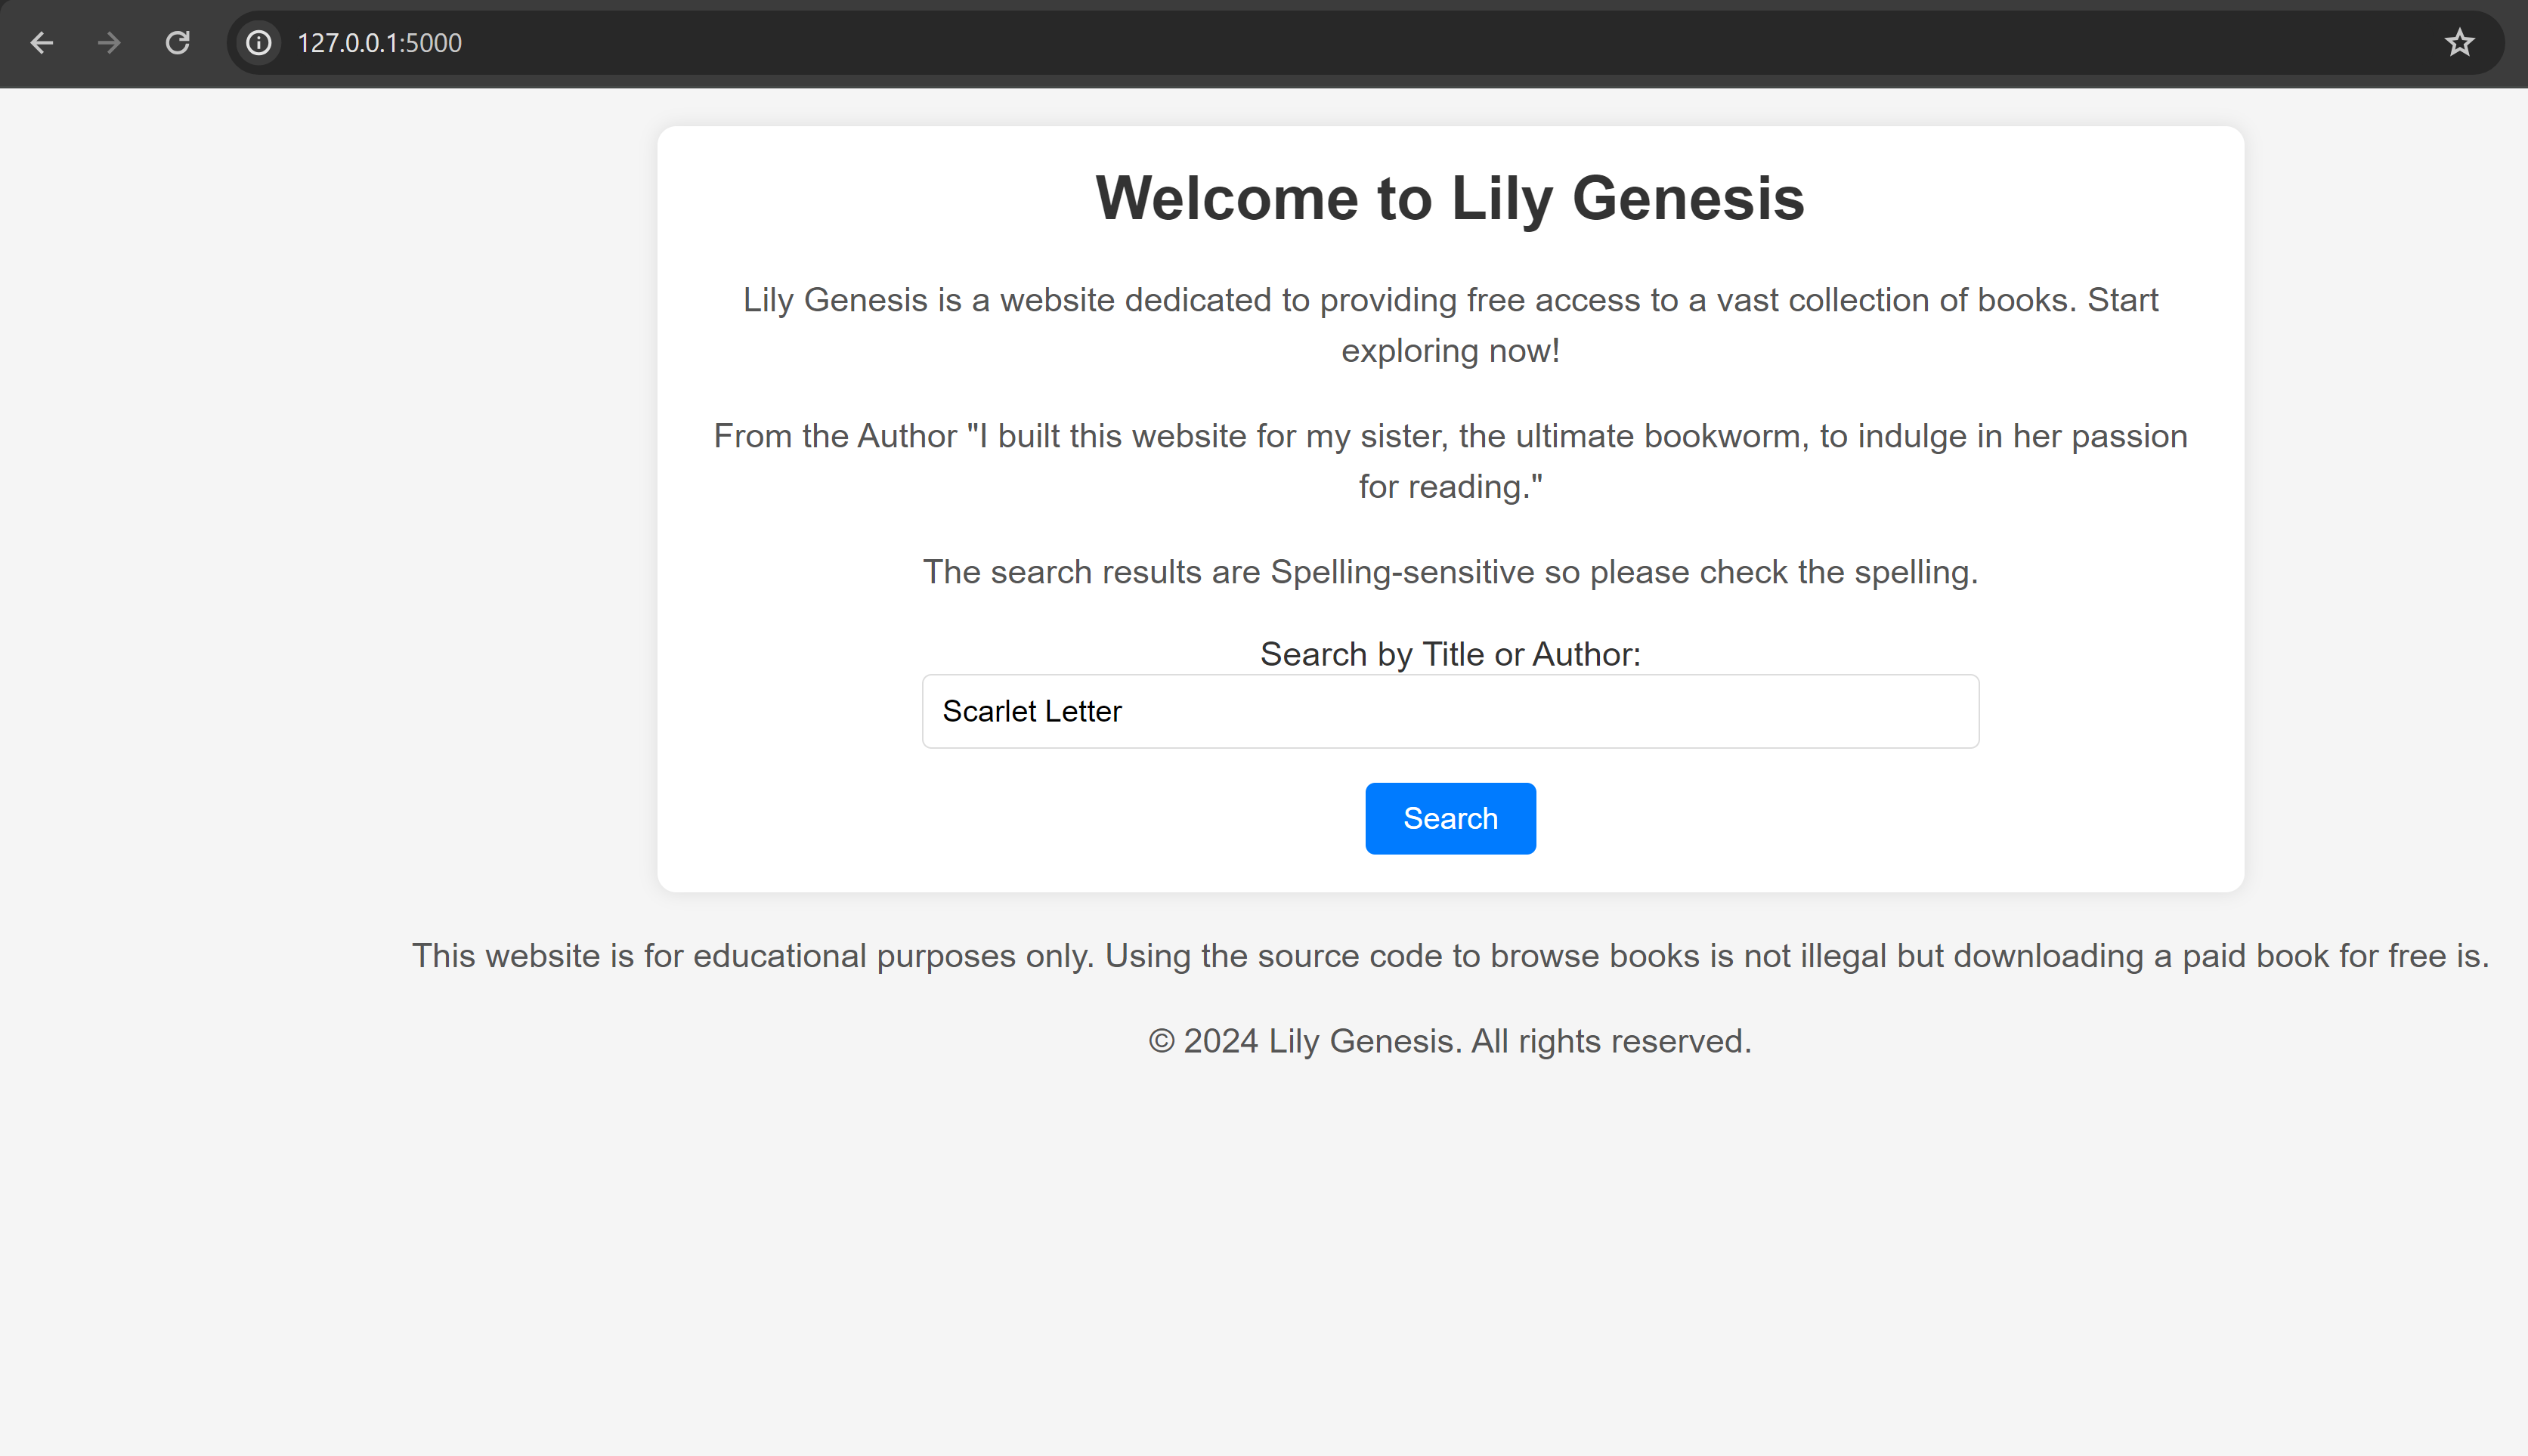 127.0.0.1:5000
Welcome to Lily Genesis
Lily Genesis is a website dedicated to providing free access to a vast collection of books. Start
exploring now!
From the Author "I built this website for my sister, the ultimate bookworm, to indulge in her passion
for reading."
The search results are Spelling-sensitive so please check the spelling.
Search by Title or Author:
Scarlet Letter
Search
This website is for educational purposes only. Using the source code to browse books is not illegal but downloading a paid book for free is.
© 2024 Lily Genesis. All rights reserved.